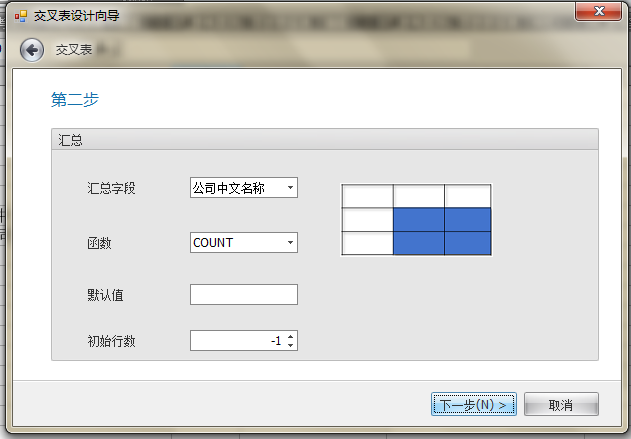 交叉表设计向导
交叉表
第二步
汇总
汇总字段 公司中文名称
函数 COUNT
默认值
初始行数 -1
下一步(N) > 取消